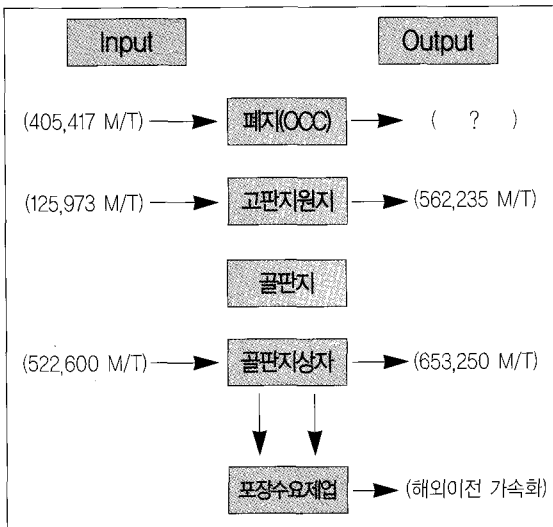 Input Output
(405,417 M/T) 폐지(OCC) ( ? )
(125,973 M/T) 고판지원지 (562,235 M/T)
골판지
(522,600 M/T) 골판지상자 (653,250 M/T)
포장수요제업 (해외이전 가속화)